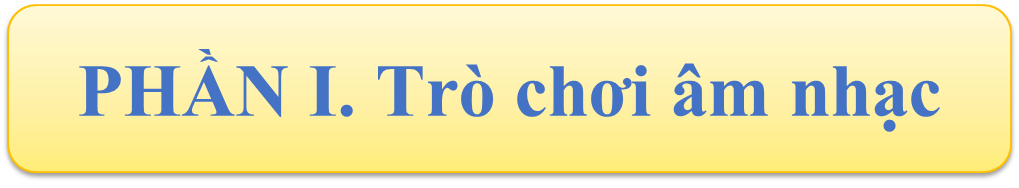 PHẦN I. Trò chơi âm nhạc